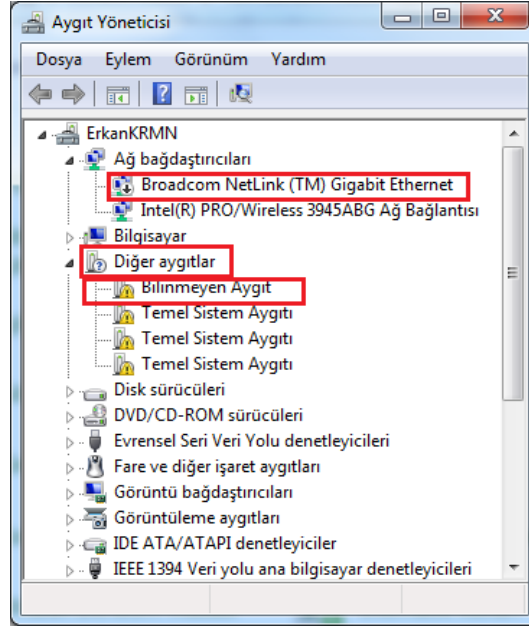 Aygıt Yöneticisi
Dosya Eylem Görünüm Yardım
ErkanKRMN
Ağ bağdaştırıcıları
Broadcom NetLink (TM) Gigabit Ethernet
Intel(R) PRO/Wireless 3945ABG Ağ Bağlantısı
Bilgisayar
Diğer aygıtlar
Bilinmeyen Aygıt
Temel Sistem Aygıtı
Temel Sistem Aygıtı
Temel Sistem Aygıtı
Disk sürücüleri
DVD/CD-ROM sürücüleri
Evrensel Seri Veri Yolu denetleyicileri
Fare ve diğer işaret aygıtları
Görüntü bağdaştırıcıları
Görüntüleme aygıtları
IDE ATA/ATAPI denetleyiciler
IEEE 1394 Veri yolu ana bilgisayar denetleyicileri